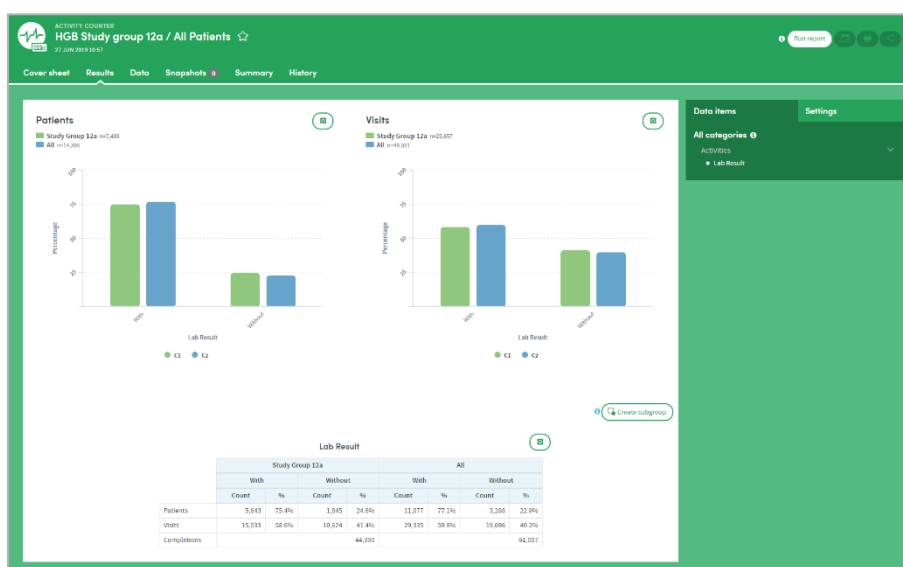 ACTIVITY COUNTER
HGB Study group 12a / All Patients
27 JUN 2019 10:57
Run report
Cover sheet Results Data Snapshots 0 Summary History
Patients
Study Group 12a n=7,488
All
Visits
Study Group 12a n=25,657
All
Percentage
100
75
50
25
With
Without
Lab Result
C1 C2
Percentage
100
75
50
25
With
Without
Lab Result
C1 C2
Data items Settings
All categories
Activities
Lab Result
Create subgroup
Lab Result
Study Group 12a All
With Without With Without
Count % Count % Count % Count %
Patients 5,643 75.4% 1,845 24.6% 11,077 77.1% 3,288 22.9%
Visits 15,033 58.6% 10,624 41.4% 29,335 59.8% 19,696 40.2%
Completions 91,007